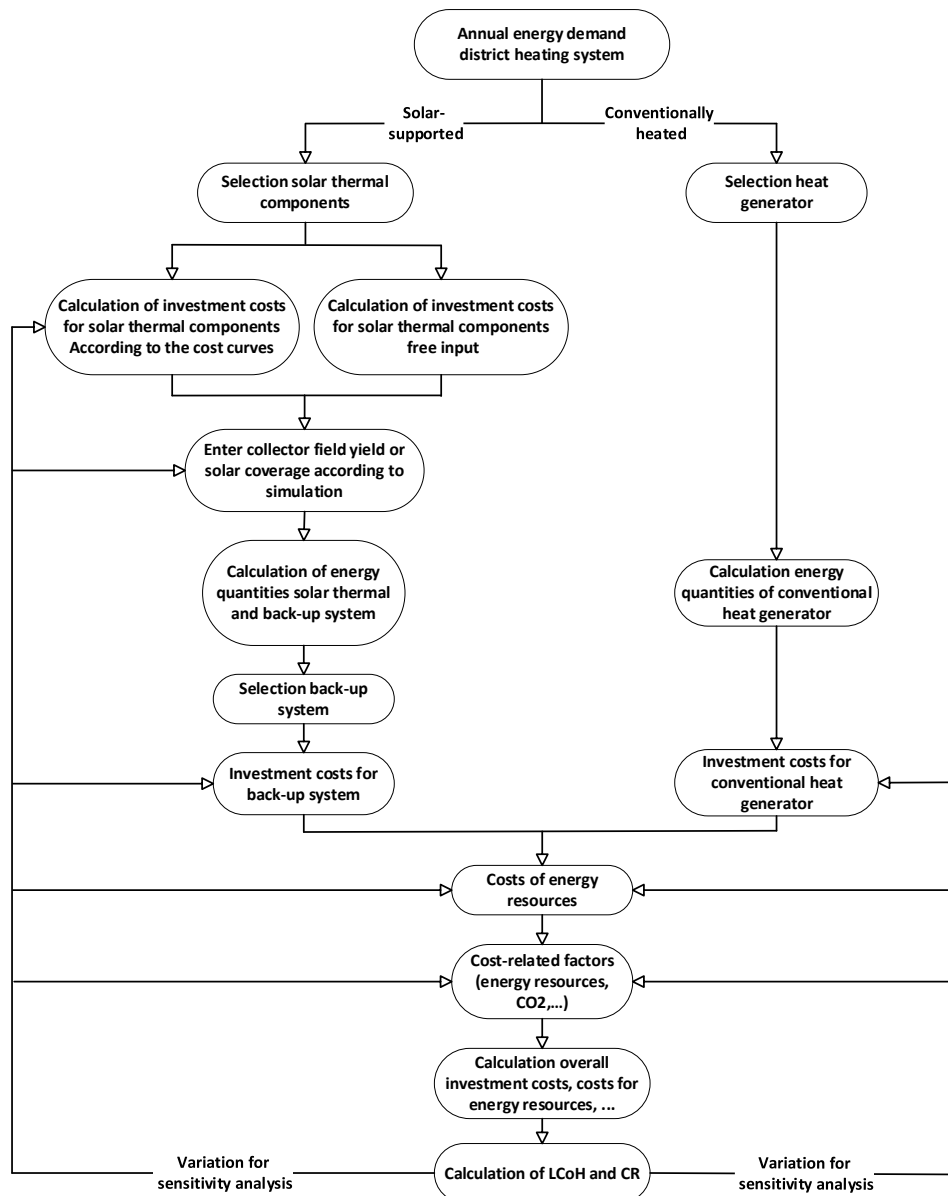 Annual energy demand
district heating system
Solar-
supported
Conventionally
heated
Selection solar thermal
components
Selection heat
generator
Calculation of investment costs
for solar thermal components
According to the cost curves
Calculation of investment costs
for solar thermal components
free input
Enter collector field yield or
solar coverage according to
simulation
Calculation of energy
quantities solar thermal
and back-up system
Calculation energy
quantities of conventional
heat generator
Selection back-up
system
Investment costs for
back-up system
Investment costs for
conventional heat
generator
Costs of energy
resources
Cost-related factors
(energy resources,
CO2,...)
Calculation overall
investment costs, costs for
energy resources, ...
Variation for
sensitivity analysis
Calculation of LCoH and CR
Variation for
sensitivity analysis